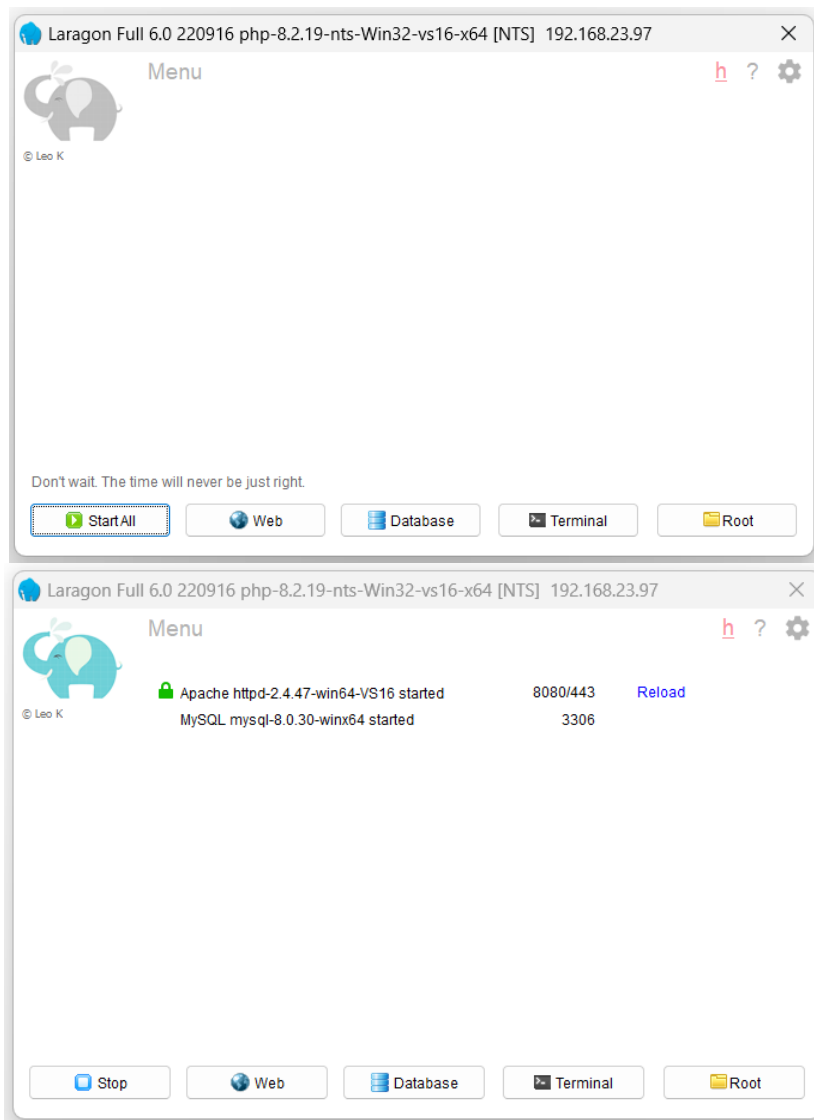 Laragon Full 6.0 220916 php-8.2.19-nts-Win32-vs16-x64 [NTS] 192.168.23.97
Menu h ?
© Leo K
Don't wait. The time will never be just right.
Start All Web Database Terminal Root
Laragon Full 6.0 220916 php-8.2.19-nts-Win32-vs16-x64 [NTS] 192.168.23.97
Menu h ?
Apache httpd-2.4.47-win64-VS16 started 8080/443 Reload
© Leo K
MySQL mysql-8.0.30-winx64 started 3306
Stop Web Database Terminal Root